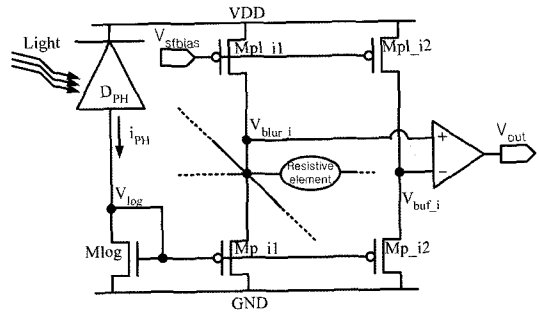 VDD
Light
V_sfbias
Mpl_i1
Mpl_i2
D_PH
i_PH
V_blur_i
+
V_out
Resistive
element
−
V_buf_i
V_log
Mlog
Mp_i1
Mp_i2
GND